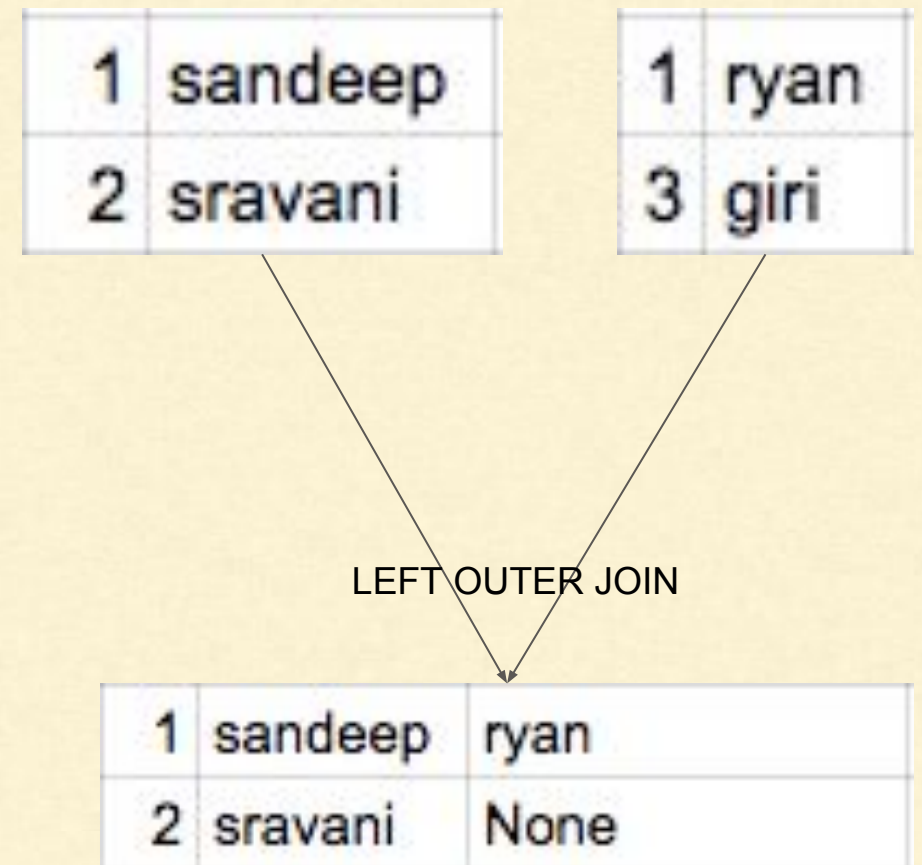 1 sandeep
2 sravani
1 ryan
3 giri
LEFT OUTER JOIN
1 sandeep ryan
2 sravani None